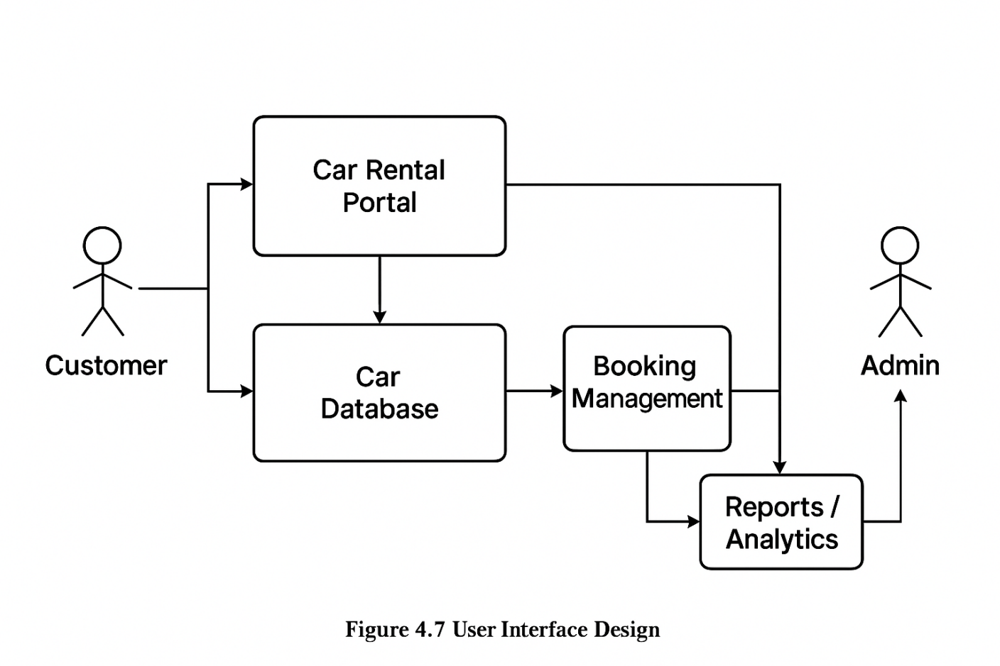 Car Rental
Portal
Customer
Car
Database
Booking
Management
Admin
Reports /
Analytics
Figure 4.7 User Interface Design